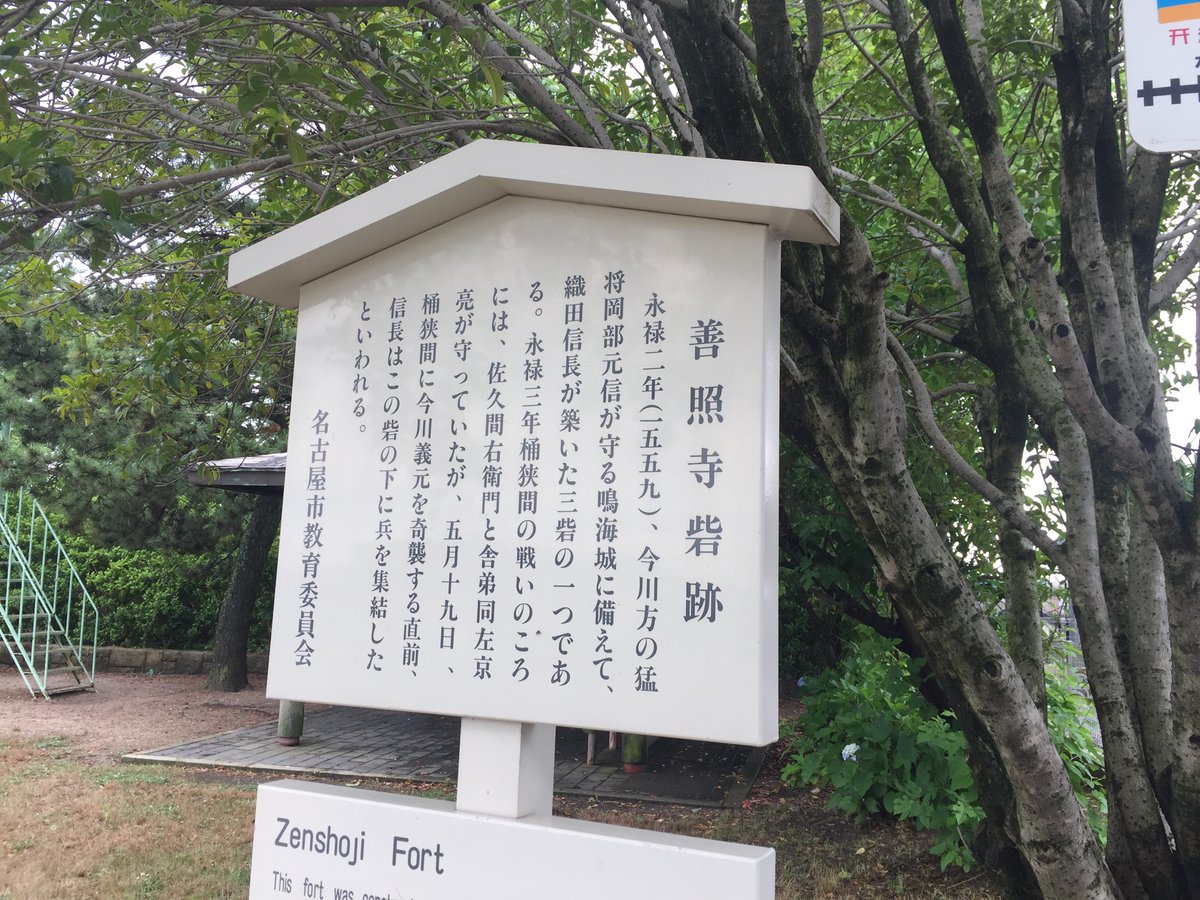 善照寺砦跡
永禄二年(一五五九)、今川方の猛
将岡部元信が守る鳴海城に備えて、
織田信長が築いた三砦の一つであ
る。永禄三年桶狭間の戦いのころ
には、佐久間右衛門と舎弟同左京
亮が守っていたが、五月十九日、
桶狭間に今川義元を奇襲する直前、
信長はこの砦の下に兵を集結した
といわれる。
名古屋市教育委員会
Zenshoji Fort
This fort was